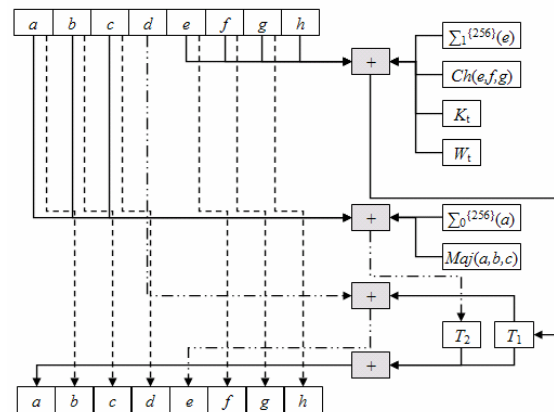 a b c d e f g h
∑₁{256}(e)
+
Ch(e,f,g)
Kt
Wt
+
∑₀{256}(a)
Maj(a,b,c)
+
T₂ T₁
+
a b c d e f g h